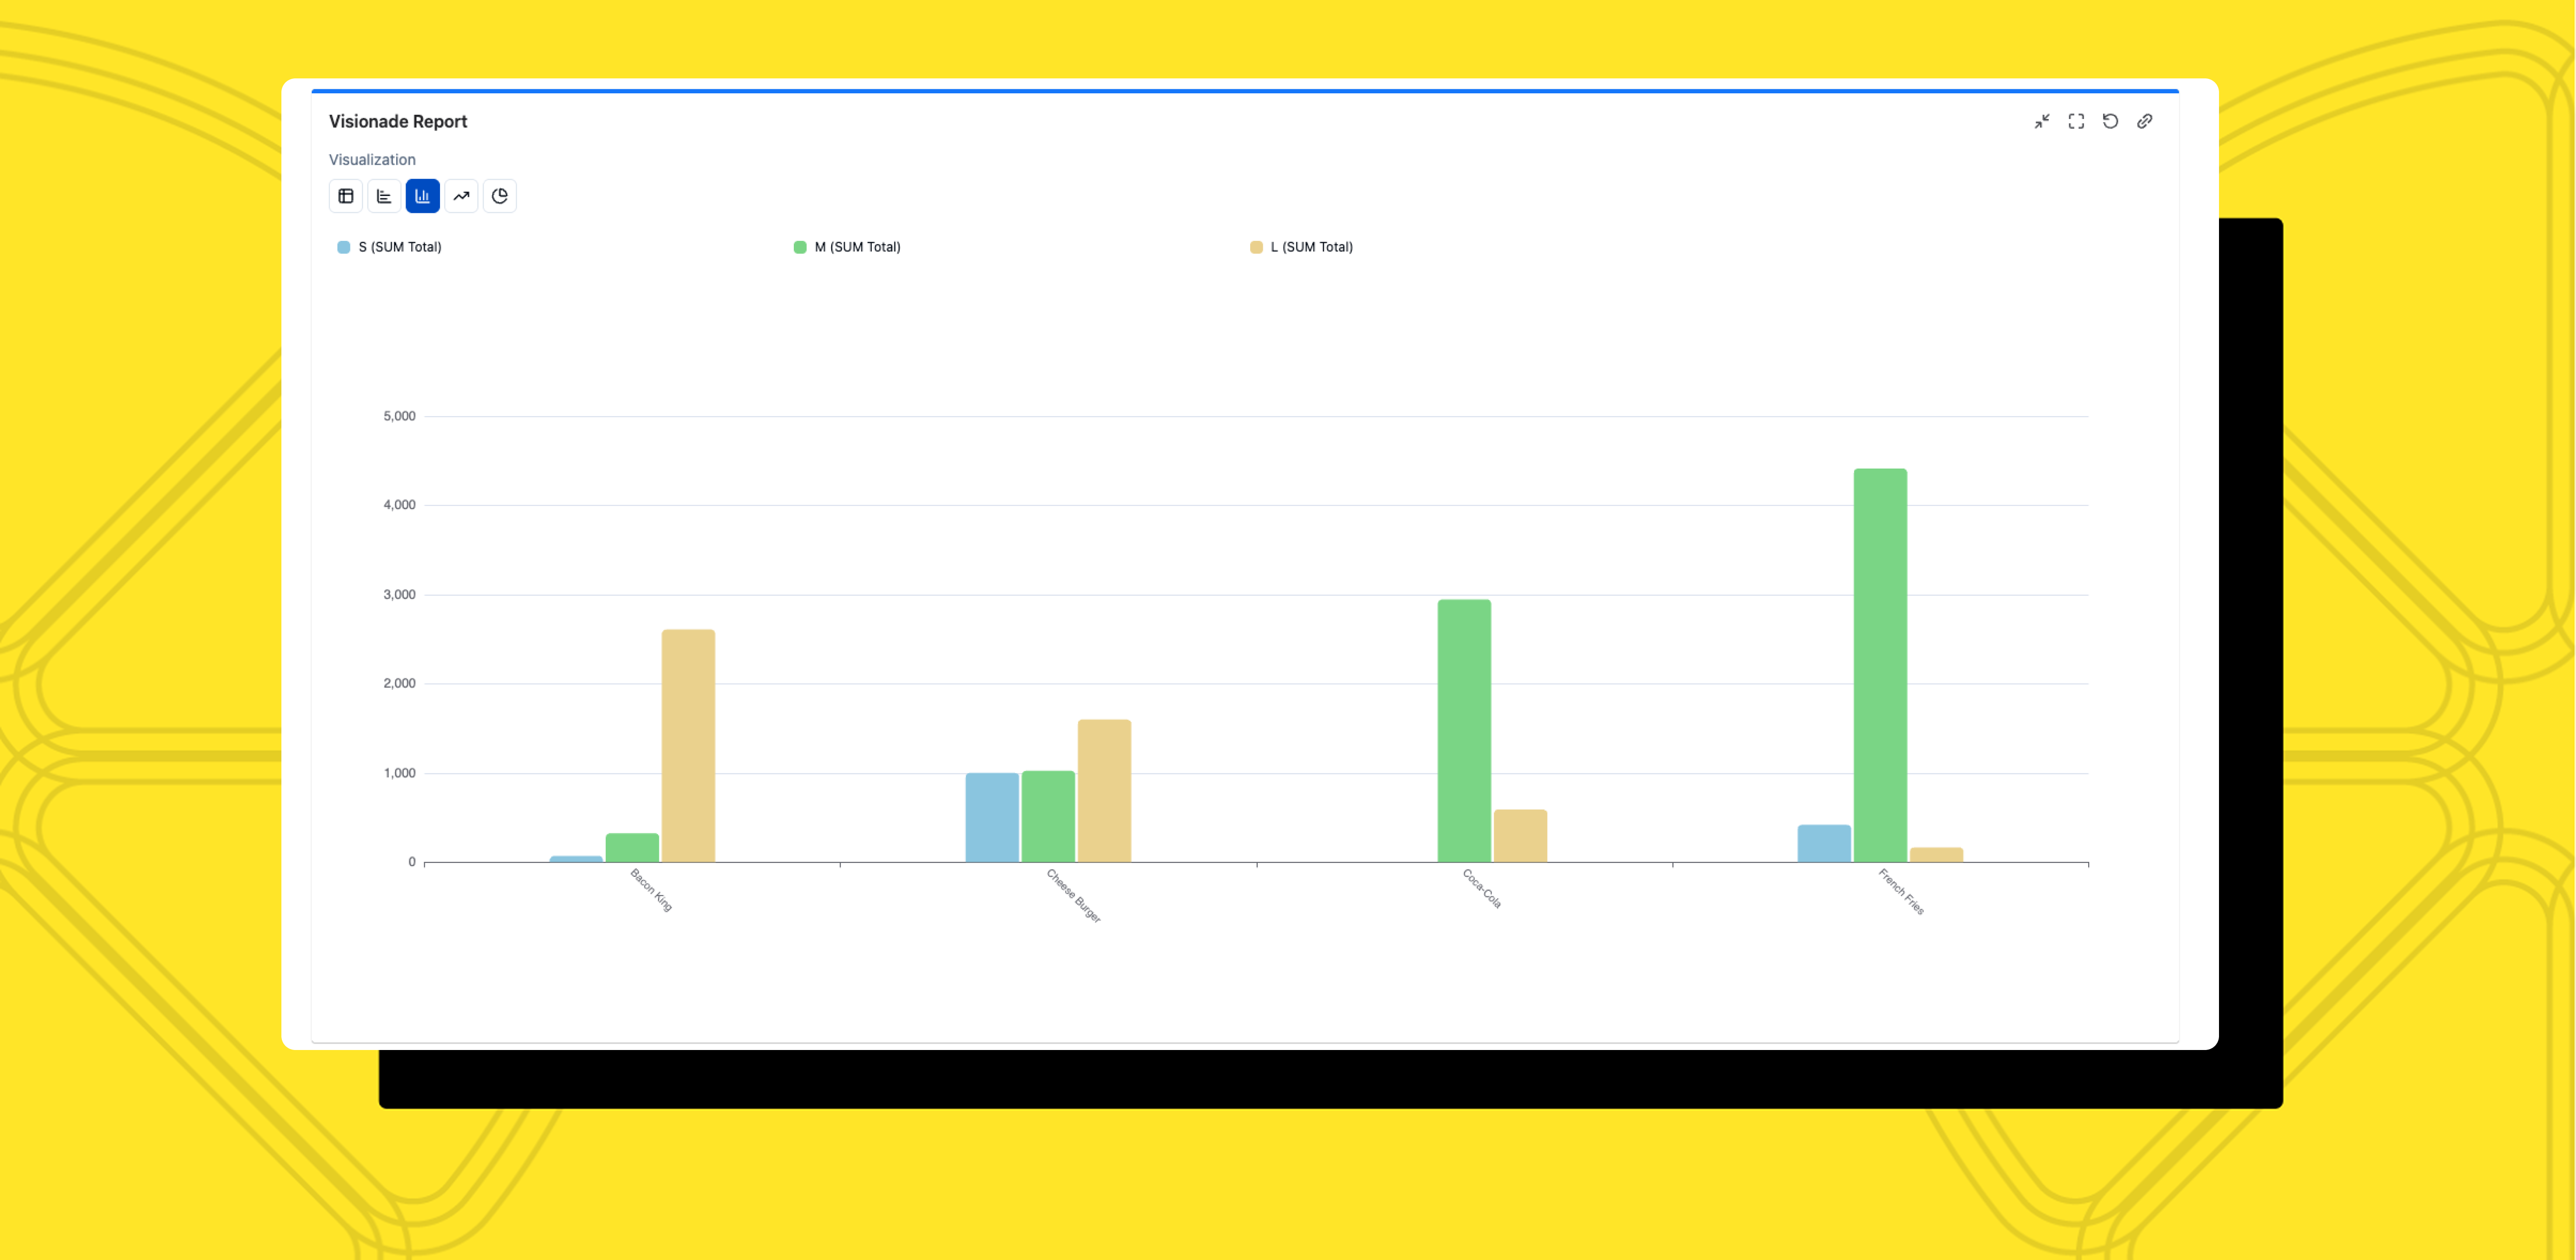 Visionade Report
Visualization
S (SUM Total)
M (SUM Total)
L (SUM Total)
5,000
4,000
3,000
2,000
1,000
0
Bacon King
Cheese Burger
Coca-Cola
French Fries